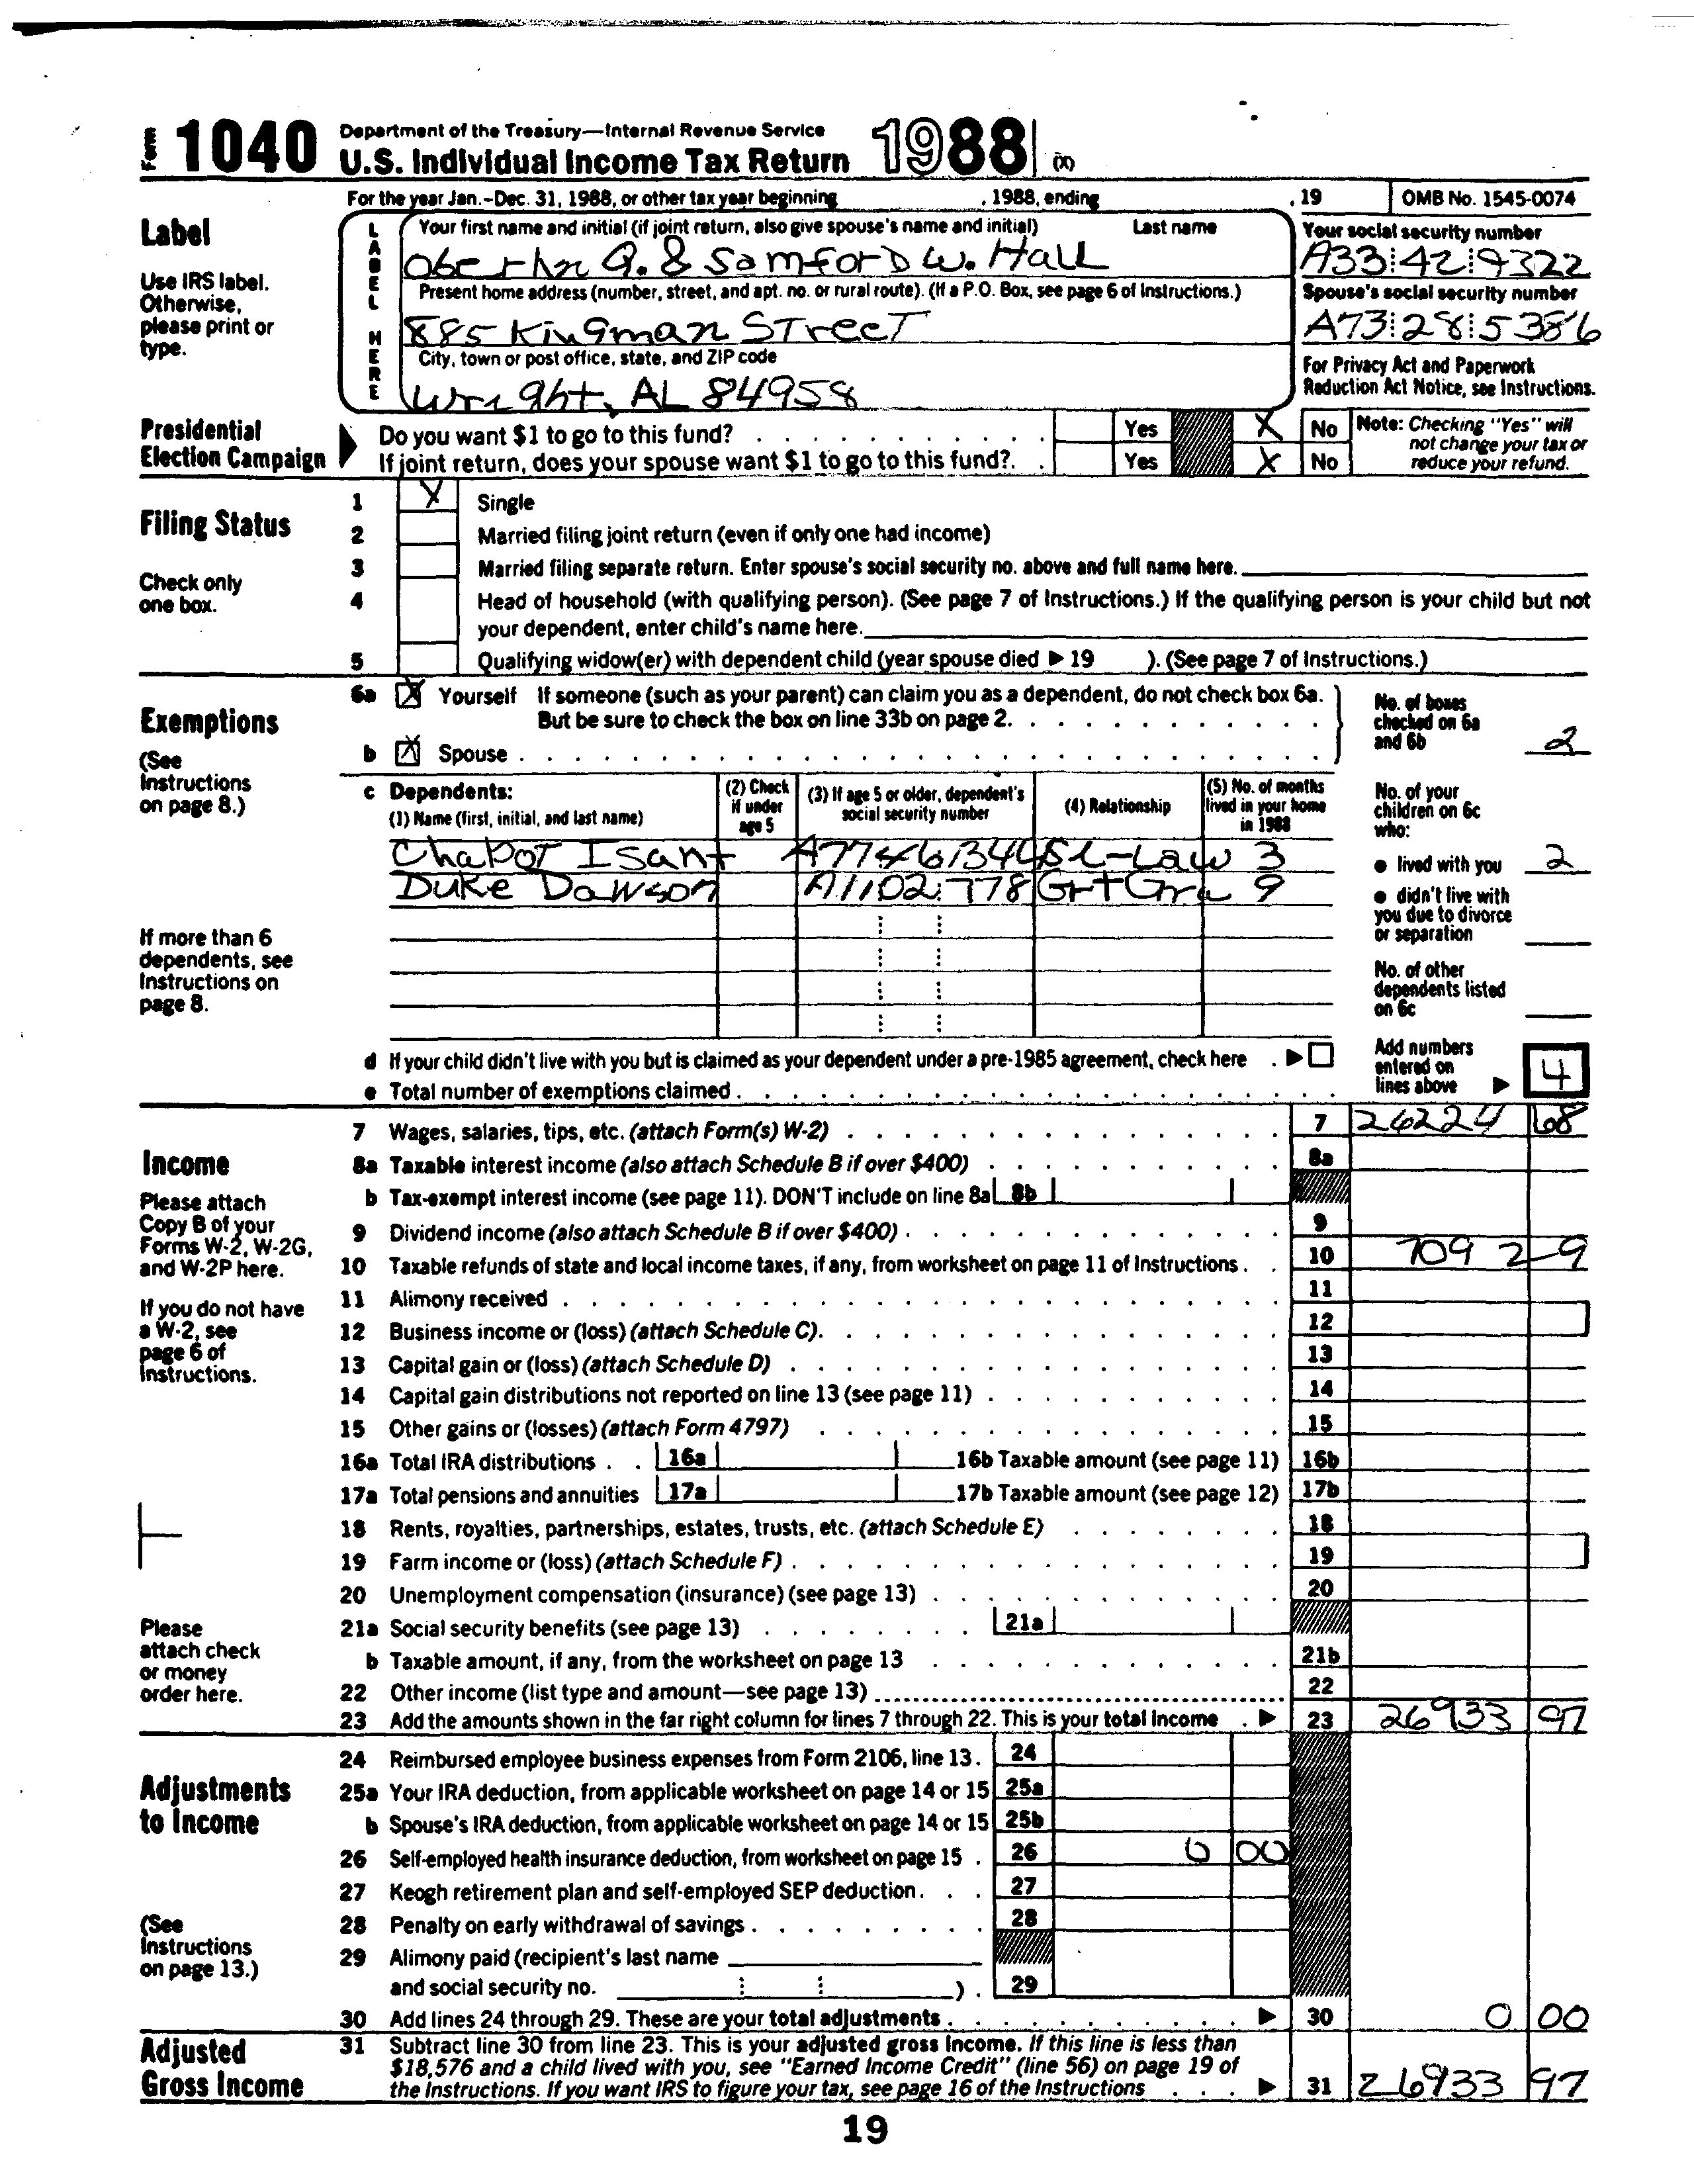 Form 1040 Department of the Treasury—Internal Revenue Service
U.S. Individual Income Tax Return 1988 (X)
For the year Jan.-Dec. 31, 1988, or other tax year beginning , 1988, ending , 19 OMB No. 1545-0074
Label
Use IRS label. Otherwise, please print or type.
LABEL HERE
Your first name and initial (if joint return, also give spouse's name and initial) Last name
Q. & Samford W. Hall
Your social security number
A33 42 9322
Present home address (number, street, and apt. no. or rural route). (If a P.O. Box, see page 6 of Instructions.)
885 Kingman Street
Spouse's social security number
A73 28 5386
City, town or post office, state, and ZIP code
Wright, AL 84958
For Privacy Act and Paperwork
Reduction Act Notice, see Instructions.
Presidential
Election Campaign
Do you want $1 to go to this fund? Yes X No
If joint return, does your spouse want $1 to go to this fund? Yes X No
Note: Checking "Yes" will
not change your tax or
reduce your refund.
Filing Status
Check only
one box.
1 X Single
2 Married filing joint return (even if only one had income)
3 Married filing separate return. Enter spouse's social security no. above and full name here.
4 Head of household (with qualifying person). (See page 7 of Instructions.) If the qualifying person is your child but not
your dependent, enter child's name here.
5 Qualifying widow(er) with dependent child (year spouse died ▶ 19 ). (See page 7 of Instructions.)
Exemptions
(See
Instructions
on page 8.)
6a X Yourself If someone (such as your parent) can claim you as a dependent, do not check box 6a.
But be sure to check the box on line 33b on page 2.
b X Spouse
No. of boxes
checked on 6a
and 6b 2
c Dependents:
(1) Name (first, initial, and last name)
(2) Check
if under
age 5
(3) If age 5 or older, dependent's
social security number
(4) Relationship
(5) No. of months
lived in your home
in 1988
Chabot Isant 3
Duke Dawson A1102 778 9
No. of your
children on 6c
who:
● lived with you 2
● didn't live with
you due to divorce
or separation
No. of other
dependents listed
on 6c
If more than 6
dependents, see
Instructions on
page 8.
d If your child didn't live with you but is claimed as your dependent under a pre-1985 agreement, check here ▶
e Total number of exemptions claimed
Add numbers
entered on
lines above ▶ 4
Income
Please attach
Copy B of your
Forms W-2, W-2G,
and W-2P here.
If you do not have
a W-2, see
page 6 of
Instructions.
Please
attach check
or money
order here.
7 Wages, salaries, tips, etc. (attach Form(s) W-2) 7 26224 68
8a Taxable interest income (also attach Schedule B if over $400) 8a
b Tax-exempt interest income (see page 11). DON'T include on line 8a 8b
9 Dividend income (also attach Schedule B if over $400) 9
10 Taxable refunds of state and local income taxes, if any, from worksheet on page 11 of Instructions 10 709 29
11 Alimony received 11
12 Business income or (loss) (attach Schedule C) 12
13 Capital gain or (loss) (attach Schedule D) 13
14 Capital gain distributions not reported on line 13 (see page 11) 14
15 Other gains or (losses) (attach Form 4797) 15
16a Total IRA distributions 16a 16b Taxable amount (see page 11) 16b
17a Total pensions and annuities 17a 17b Taxable amount (see page 12) 17b
18 Rents, royalties, partnerships, estates, trusts, etc. (attach Schedule E) 18
19 Farm income or (loss) (attach Schedule F) 19
20 Unemployment compensation (insurance) (see page 13) 20
21a Social security benefits (see page 13) 21a
b Taxable amount, if any, from the worksheet on page 13 21b
22 Other income (list type and amount—see page 13) 22
23 Add the amounts shown in the far right column for lines 7 through 22. This is your total income ▶ 23 26933 97
Adjustments
to Income
(See
Instructions
on page 13.)
24 Reimbursed employee business expenses from Form 2106, line 13. 24
25a Your IRA deduction, from applicable worksheet on page 14 or 15 25a
b Spouse's IRA deduction, from applicable worksheet on page 14 or 15 25b
26 Self-employed health insurance deduction, from worksheet on page 15 26 0 00
27 Keogh retirement plan and self-employed SEP deduction 27
28 Penalty on early withdrawal of savings 28
29 Alimony paid (recipient's last name
and social security no. ) 29
30 Add lines 24 through 29. These are your total adjustments ▶ 30 0 00
Adjusted
Gross Income
31 Subtract line 30 from line 23. This is your adjusted gross income. If this line is less than
$18,576 and a child lived with you, see "Earned Income Credit" (line 56) on page 19 of
the Instructions. If you want IRS to figure your tax, see page 16 of the Instructions ▶ 31 26933 97
19